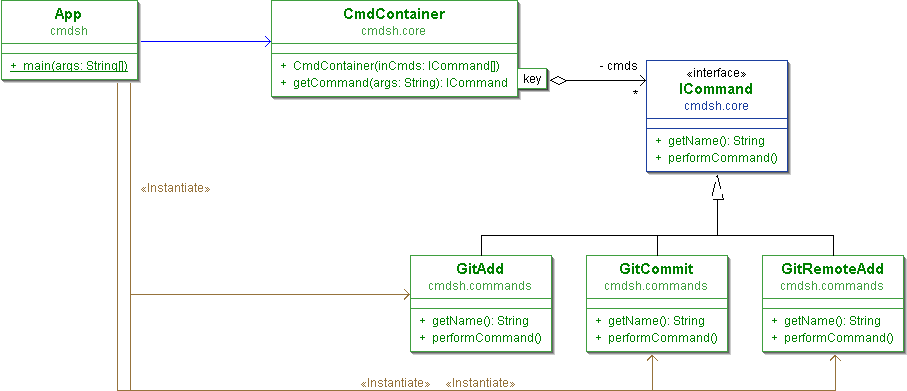 App
cmdsh
+ main(args: String[])
CmdContainer
cmdsh.core
+ CmdContainer(inCmds: ICommand[])
+ getCommand(args: String): ICommand
key
- cmds
*
«interface»
ICommand
cmdsh.core
+ getName(): String
+ performCommand()
«Instantiate»
GitAdd
cmdsh.commands
+ getName(): String
+ performCommand()
GitCommit
cmdsh.commands
+ getName(): String
+ performCommand()
GitRemoteAdd
cmdsh.commands
+ getName(): String
+ performCommand()
«Instantiate» «Instantiate»